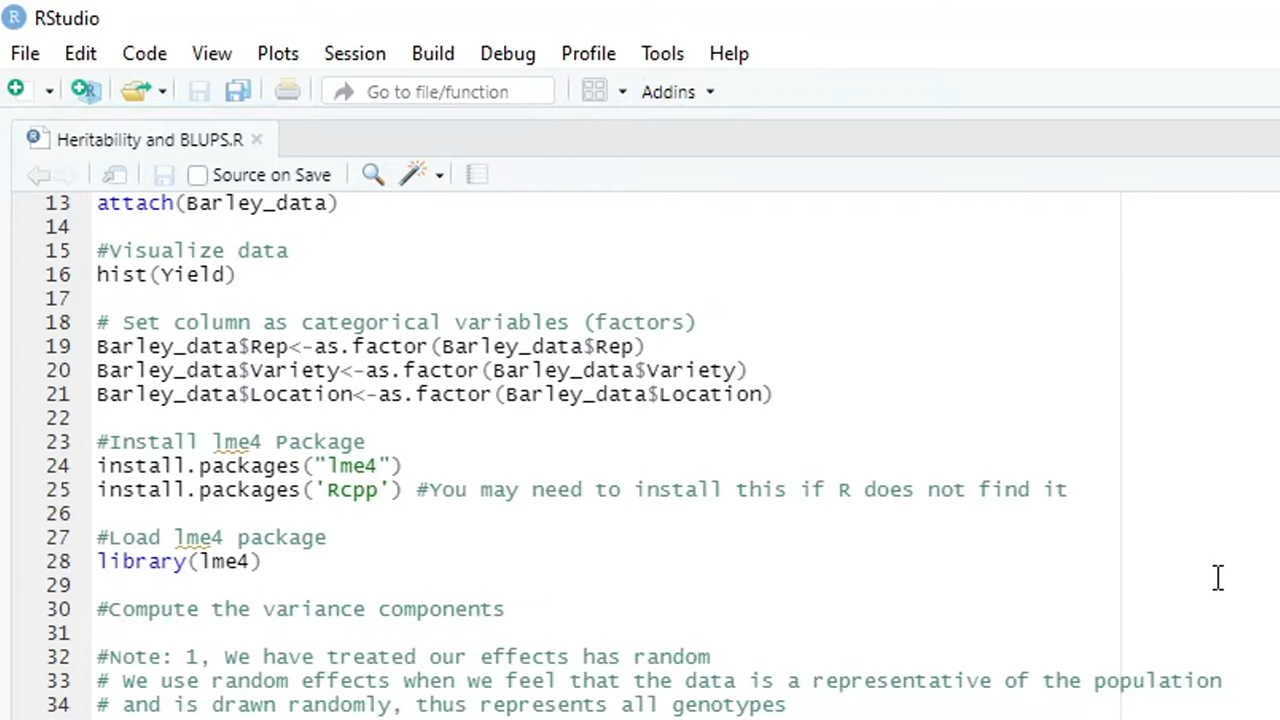 RStudio
File Edit Code View Plots Session Build Debug Profile Tools Help
Go to file/function Addins
Heritability and BLUPS.R
Source on Save
13 attach(Barley_data)
14
15 #Visualize data
16 hist(Yield)
17
18 # Set column as categorical variables (factors)
19 Barley_data$Rep<-as.factor(Barley_data$Rep)
20 Barley_data$Variety<-as.factor(Barley_data$Variety)
21 Barley_data$Location<-as.factor(Barley_data$Location)
22
23 #Install lme4 Package
24 install.packages("lme4")
25 install.packages('Rcpp') #You may need to install this if R does not find it
26
27 #Load lme4 package
28 library(lme4)
29
30 #Compute the variance components
31
32 #Note: 1, We have treated our effects has random
33 # We use random effects when we feel that the data is a representative of the population
34 # and is drawn randomly, thus represents all genotypes